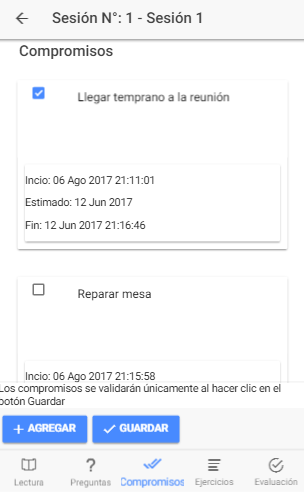 Sesión N°: 1 - Sesión 1
Compromisos
Llegar temprano a la reunión
Incio: 06 Ago 2017 21:11:01
Estimado: 12 Jun 2017
Fin: 12 Jun 2017 21:16:46
Reparar mesa
Incio: 06 Ago 2017 21:15:58
Los compromisos se validarán únicamente al hacer clic en el
botón Guardar
+ AGREGAR GUARDAR
Lectura Preguntas Compromisos Ejercicios Evaluación